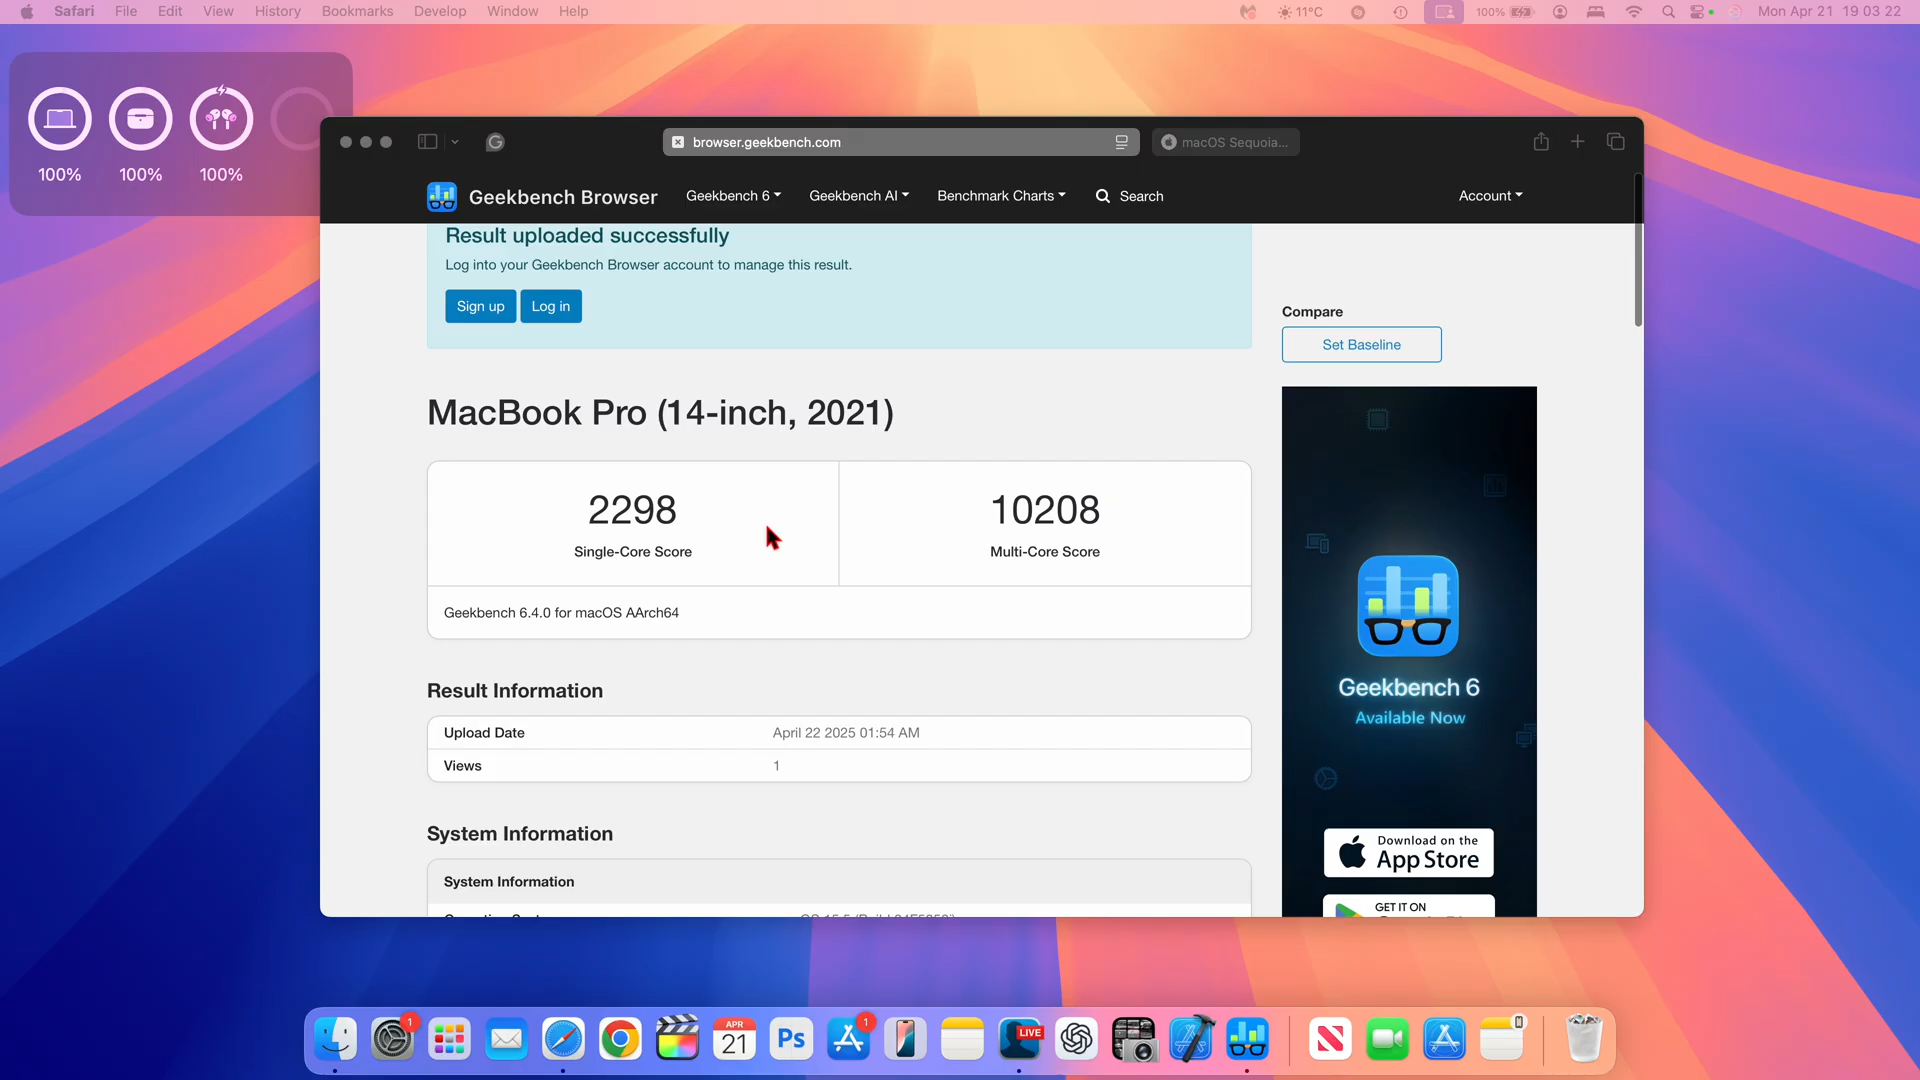 Safari File Edit View History Bookmarks Develop Window Help
11°C 100% Mon Apr 21 19 03 22
100% 100% 100%
browser.geekbench.com
macOS Sequoia...
Geekbench Browser Geekbench 6 Geekbench AI Benchmark Charts Search Account
Result uploaded successfully
Log into your Geekbench Browser account to manage this result.
Sign up Log in
Compare
Set Baseline
MacBook Pro (14-inch, 2021)
2298
Single-Core Score
10208
Multi-Core Score
Geekbench 6.4.0 for macOS AArch64
Result Information
Upload Date April 22 2025 01:54 AM
Views 1
System Information
System Information
Geekbench 6
Available Now
Download on the
App Store
GET IT ON
1
APR
21
Ps
1
LIVE